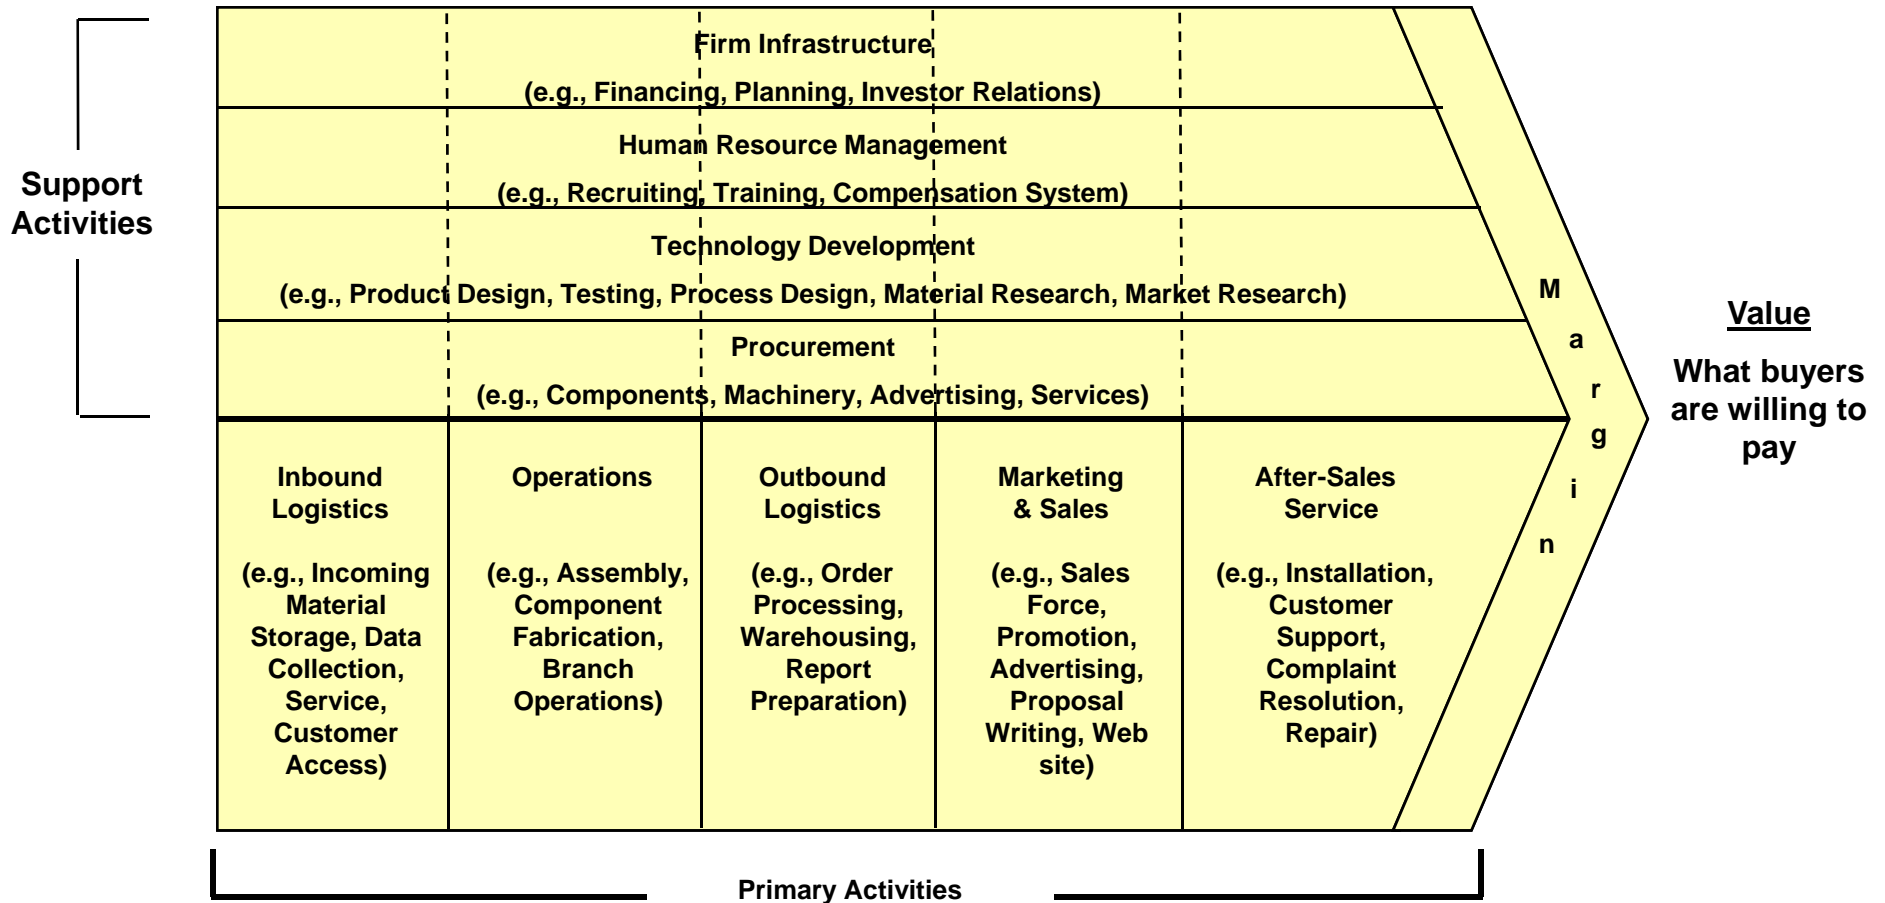 Firm Infrastructure
(e.g., Financing, Planning, Investor Relations)
Human Resource Management
(e.g., Recruiting, Training, Compensation System)
Technology Development
(e.g., Product Design, Testing, Process Design, Material Research, Market Research)
Procurement
(e.g., Components, Machinery, Advertising, Services)
Support
Activities
Inbound
Logistics
(e.g., Incoming
Material
Storage, Data
Collection,
Service,
Customer
Access)
Operations
(e.g., Assembly,
Component
Fabrication,
Branch
Operations)
Outbound
Logistics
(e.g., Order
Processing,
Warehousing,
Report
Preparation)
Marketing
& Sales
(e.g., Sales
Force,
Promotion,
Advertising,
Proposal
Writing, Web
site)
After-Sales
Service
(e.g., Installation,
Customer
Support,
Complaint
Resolution,
Repair)
Margin
Value
What buyers
are willing to
pay
Primary Activities